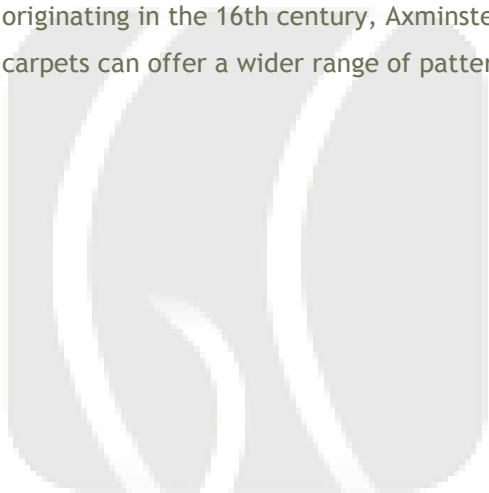 originating in the 16th century, Axminste
carpets can offer a wider range of patter